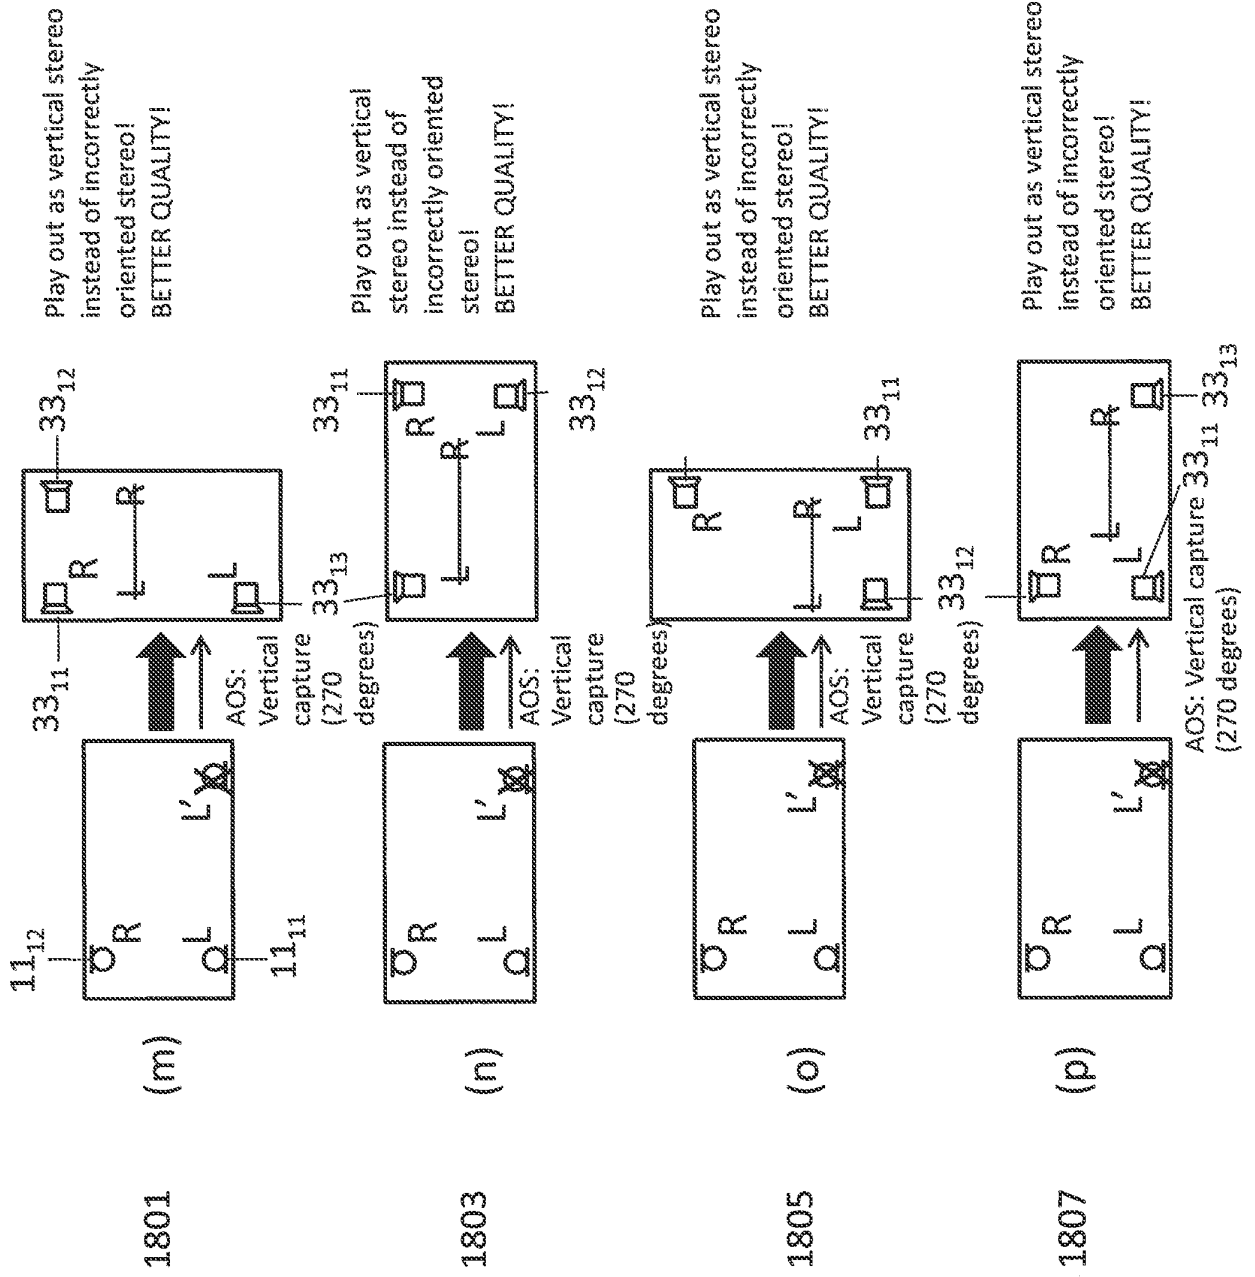 1801
(m)
11₁₂
R
L
11₁₁
L'
AOS:
Vertical
capture
(270
degrees)
33₁₁
33₁₂
R
L
L R
33₁₃
Play out as vertical stereo
instead of incorrectly
oriented stereo!
BETTER QUALITY!
1803
(n)
R
L
L'
AOS:
Vertical
capture
(270
degrees)
33₁₁
R
L
L R
33₁₂
Play out as vertical
stereo instead of
incorrectly oriented
stereo!
BETTER QUALITY!
1805
(o)
R
L
L'
AOS:
Vertical
capture
(270
degrees)
R
L R
L
33₁₂
33₁₁
Play out as vertical stereo
instead of incorrectly
oriented stereo!
BETTER QUALITY!
1807
(p)
R
L
L'
AOS: Vertical capture
(270 degrees)
R
L
L R
33₁₁
33₁₃
Play out as vertical stereo
instead of incorrectly
oriented stereo!
BETTER QUALITY!